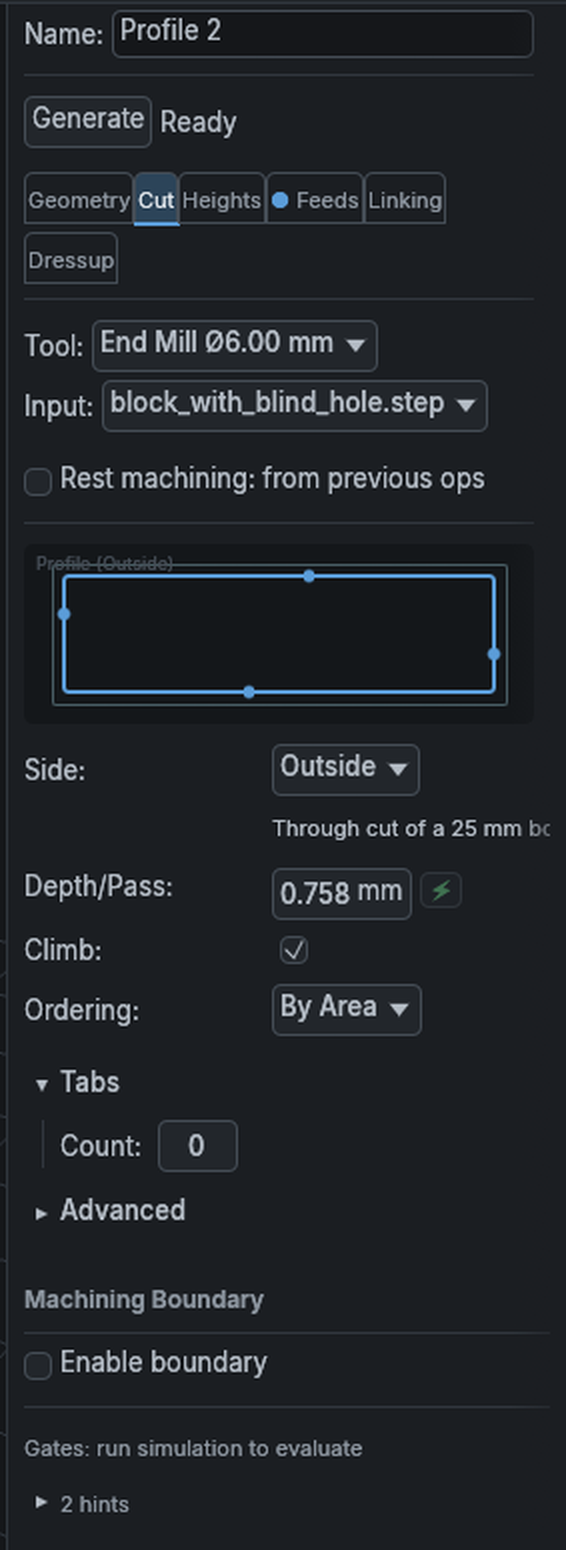 Name: Profile 2
Generate Ready
Geometry Cut Heights Feeds Linking
Dressup
Tool: End Mill Ø6.00 mm
Input: block_with_blind_hole.step
Rest machining: from previous ops
Profile (Outside)
Side: Outside
Through cut of a 25 mm
Depth/Pass: 0.758 mm
Climb:
Ordering: By Area
Tabs
Count: 0
Advanced
Machining Boundary
Enable boundary
Gates: run simulation to evaluate
2 hints